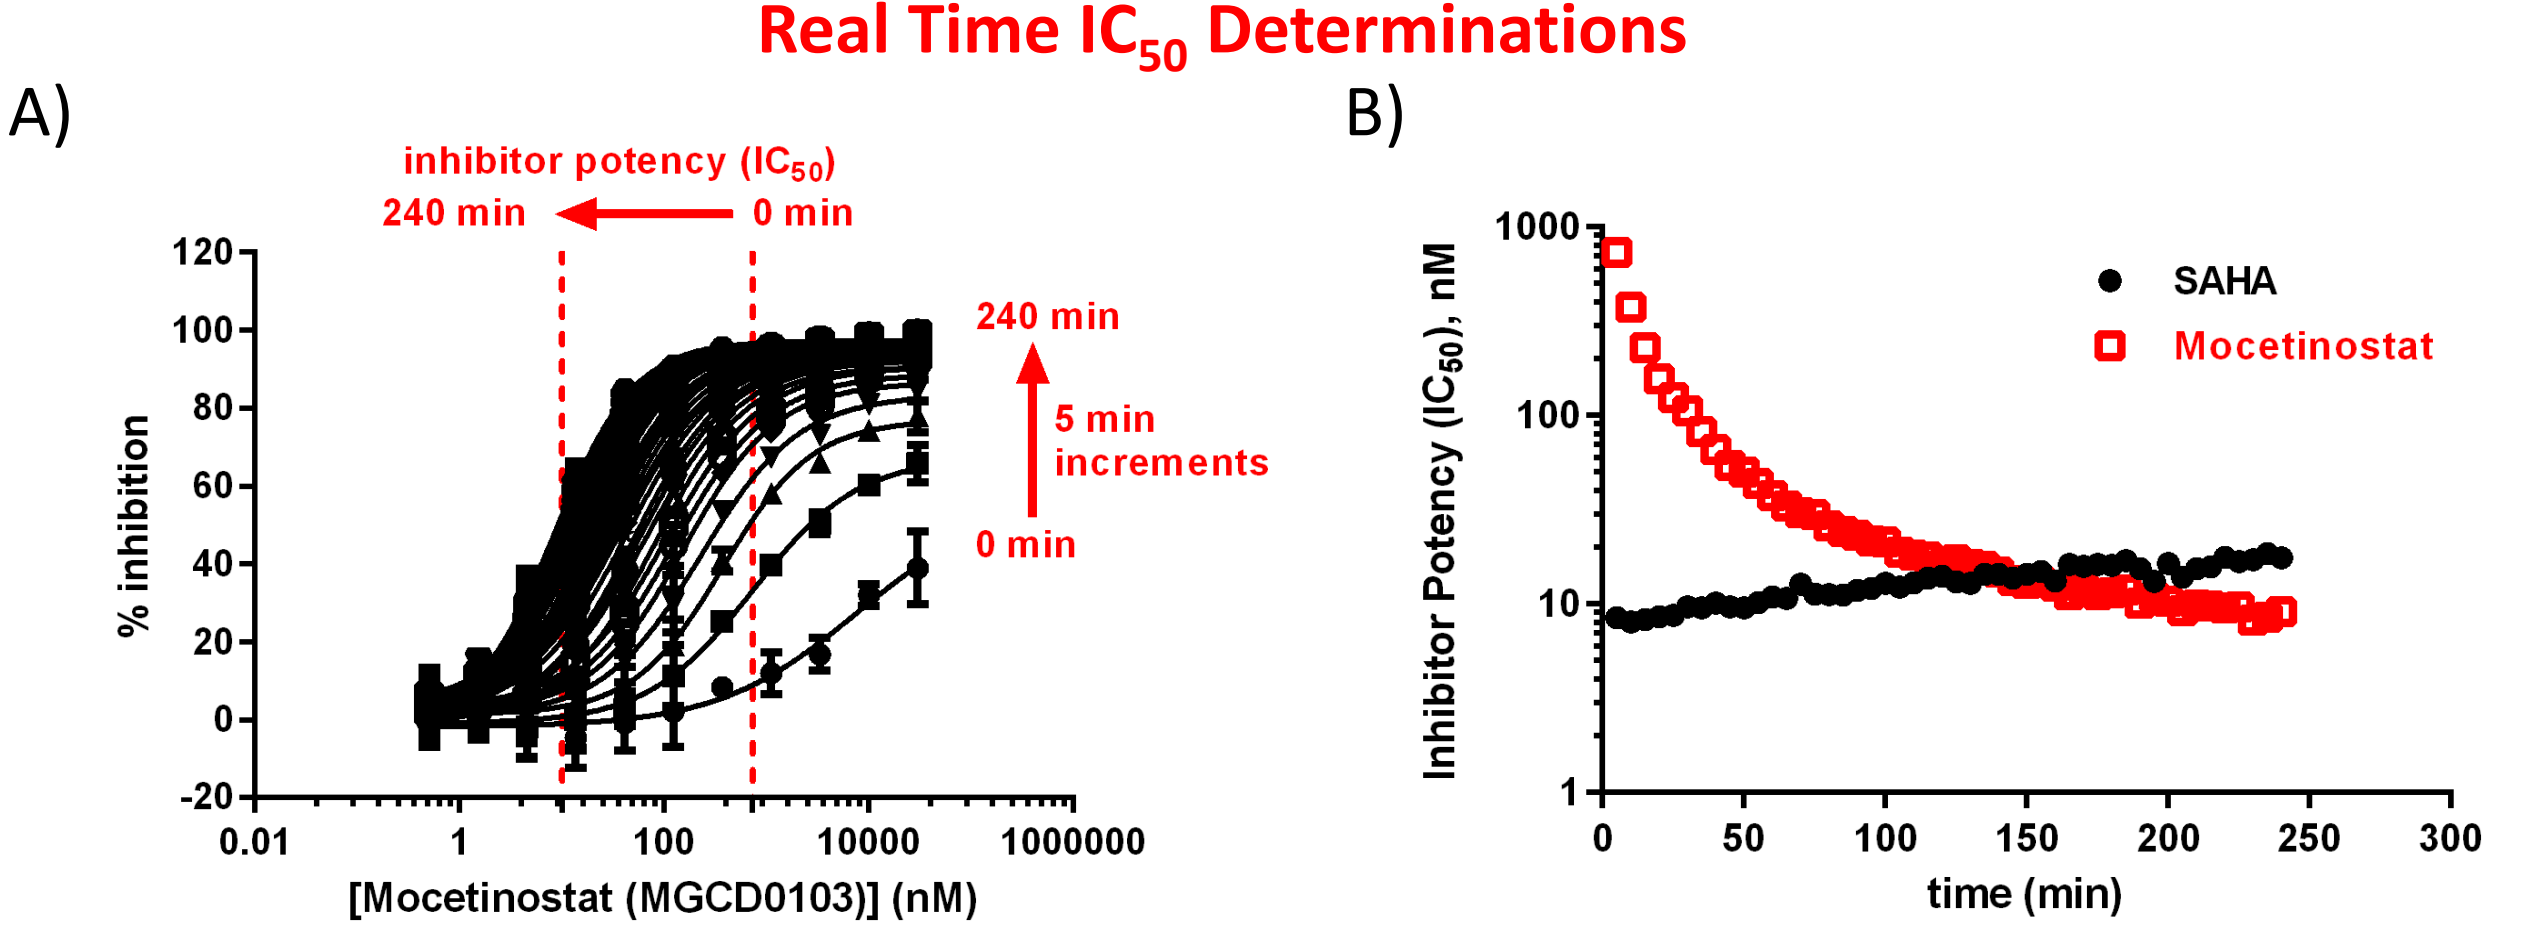 Real Time IC50 Determinations
A)
inhibitor potency (IC50)
240 min
0 min
120
100
80
60
40
20
0
-20
% inhibition
0.01
1
100
10000
1000000
[Mocetinostat (MGCD0103)] (nM)
240 min
5 min
increments
0 min
B)
Inhibitor Potency (IC50), nM
1000
100
10
1
SAHA
Mocetinostat
0
50
100
150
200
250
300
time (min)